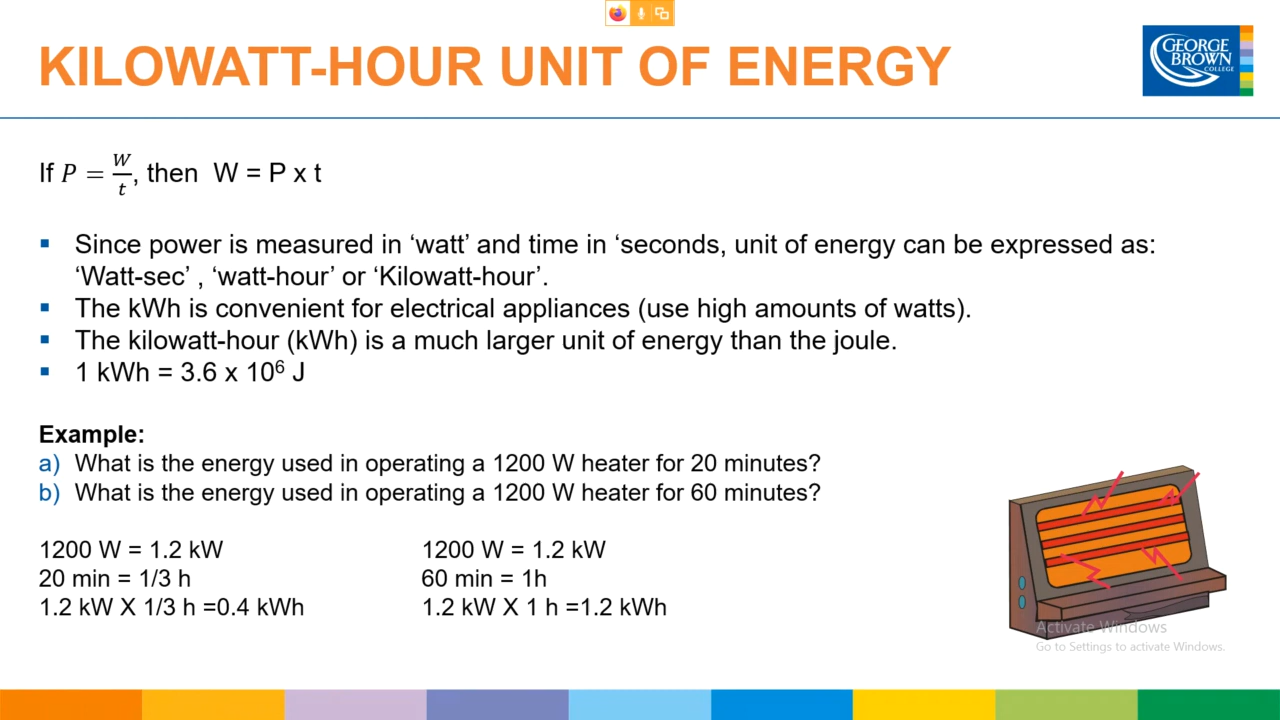 KILOWATT-HOUR UNIT OF ENERGY
GEORGE
BROWN
COLLEGE
If P = W/t, then W = P x t
▪ Since power is measured in ‘watt’ and time in ‘seconds, unit of energy can be expressed as:
‘Watt-sec’ , ‘watt-hour’ or ‘Kilowatt-hour’.
▪ The kWh is convenient for electrical appliances (use high amounts of watts).
▪ The kilowatt-hour (kWh) is a much larger unit of energy than the joule.
▪ 1 kWh = 3.6 x 10⁶ J
Example:
a) What is the energy used in operating a 1200 W heater for 20 minutes?
b) What is the energy used in operating a 1200 W heater for 60 minutes?
1200 W = 1.2 kW
20 min = 1/3 h
1.2 kW X 1/3 h =0.4 kWh
1200 W = 1.2 kW
60 min = 1h
1.2 kW X 1 h =1.2 kWh
Activate Windows
Go to Settings to activate Windows.